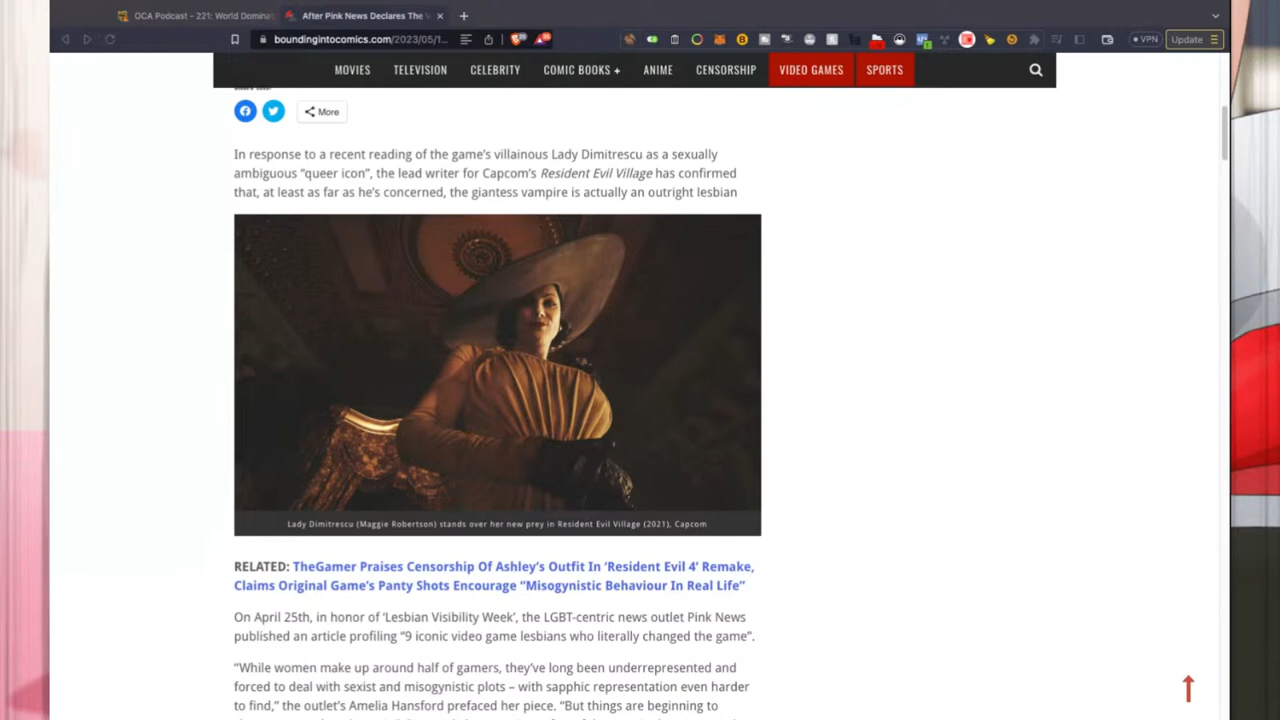 OCA Podcast - 221: World Domina
After Pink News Declares The
boundingintocomics.com/2023/05/1...
VPN
Update
MOVIES
TELEVISION
CELEBRITY
COMIC BOOKS +
ANIME
CENSORSHIP
VIDEO GAMES
SPORTS
More
In response to a recent reading of the game's villainous Lady Dimitrescu as a sexually
ambiguous “queer icon”, the lead writer for Capcom's Resident Evil Village has confirmed
that, at least as far as he's concerned, the giantess vampire is actually an outright lesbian
Lady Dimitrescu (Maggie Robertson) stands over her new prey in Resident Evil Village (2021), Capcom
RELATED: TheGamer Praises Censorship Of Ashley's Outfit In ‘Resident Evil 4’ Remake,
Claims Original Game's Panty Shots Encourage “Misogynistic Behaviour In Real Life”
On April 25th, in honor of ‘Lesbian Visibility Week’, the LGBT-centric news outlet Pink News
published an article profiling “9 iconic video game lesbians who literally changed the game”.
“While women make up around half of gamers, they've long been underrepresented and
forced to deal with sexist and misogynistic plots – with sapphic representation even harder
to find,” the outlet's Amelia Hansford prefaced her piece. “But things are beginning to